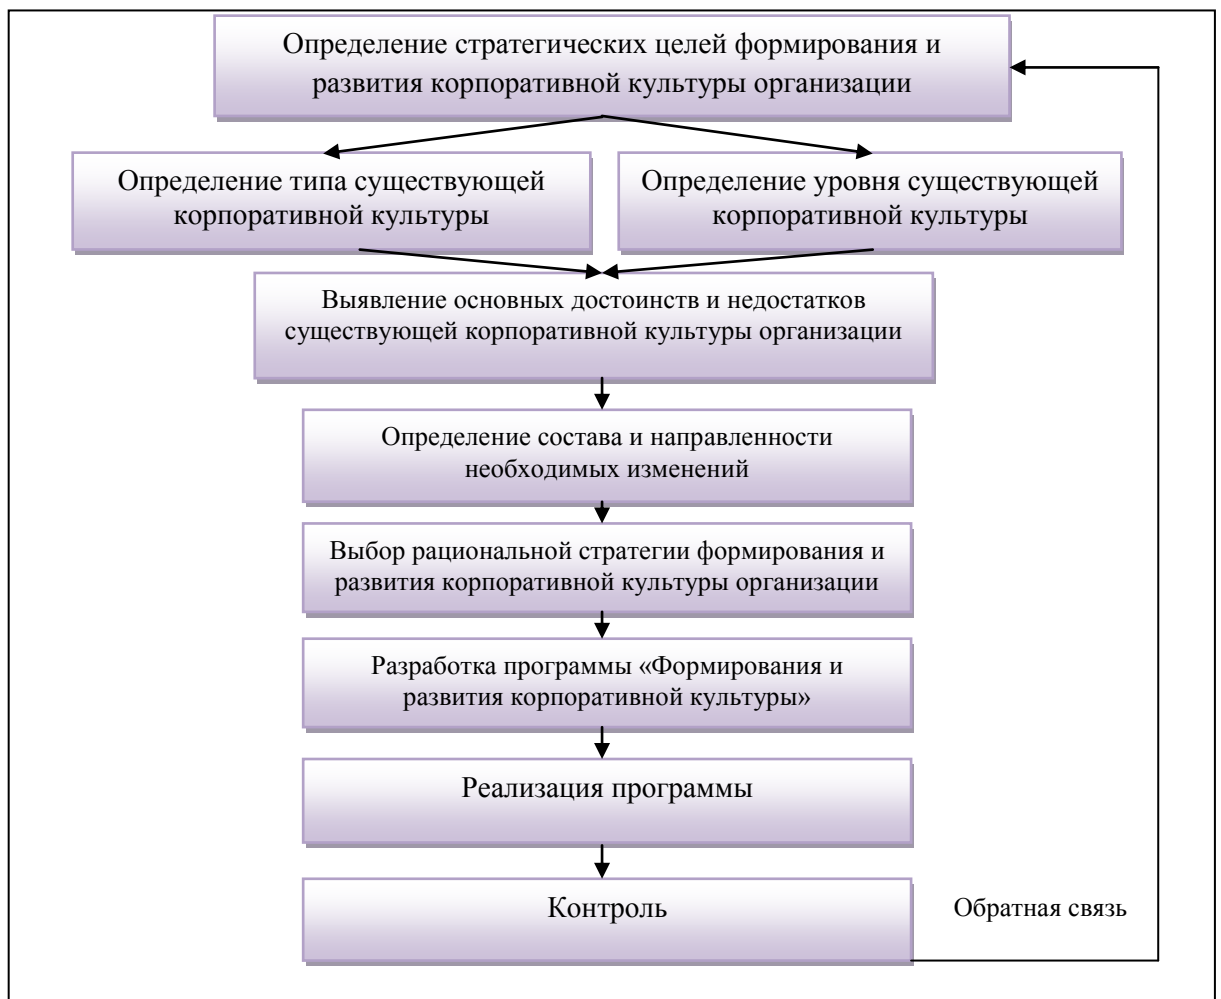 Определение стратегических целей формирования и
развития корпоративной культуры организации
Определение типа существующей
корпоративной культуры
Определение уровня существующей
корпоративной культуры
Выявление основных достоинств и недостатков
существующей корпоративной культуры организации
Определение состава и направленности
необходимых изменений
Выбор рациональной стратегии формирования и
развития корпоративной культуры организации
Разработка программы «Формирования и
развития корпоративной культуры»
Реализация программы
Контроль
Обратная связь